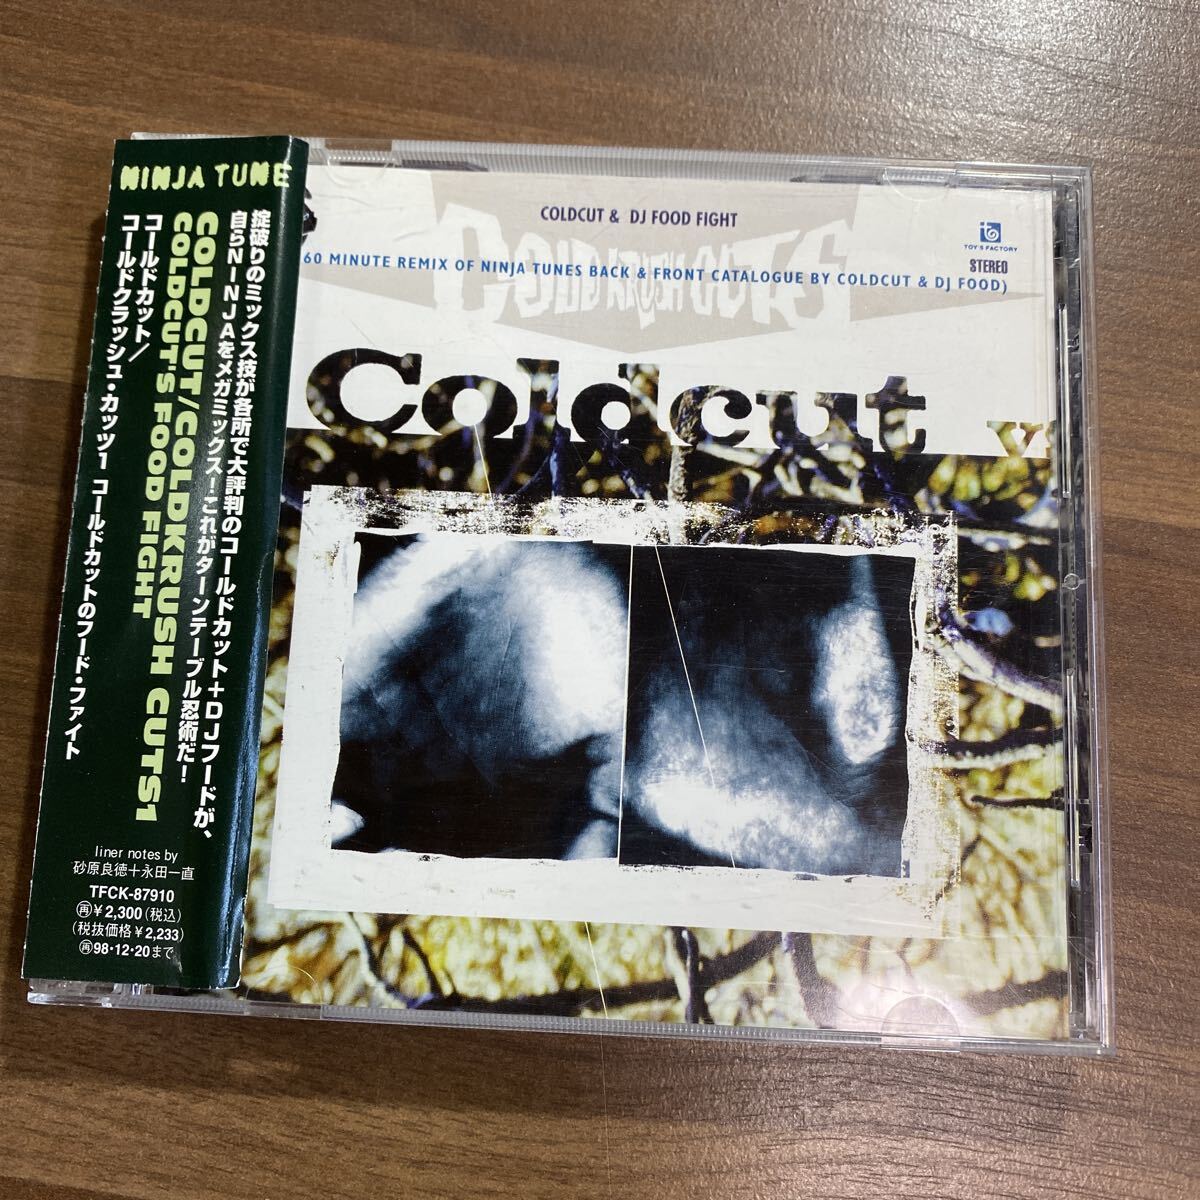 NINJA TUNE
掟破りのミックス技が各所で大評判のコールドカット＋DJフードが、
自らNINJAをメガミックス！これがターンテーブル忍術だ！
COLDCUT/COLDKRUSH CUTS1
COLDCUT'S FOOD FIGHT
コールドカット／
コールドクラッシュ・カッツ1 コールドカットのフード・ファイト
liner notes by
砂原良徳＋永田一直
TFCK-87910
再¥2,300(税込)
(税抜価格¥2,233)
再98・12・20まで
COLDCUT & DJ FOOD FIGHT
COLD KRUSH CUTS
60 MINUTE REMIX OF NINJA TUNES BACK & FRONT CATALOGUE BY COLDCUT & DJ FOOD)
TOY'S FACTORY
STEREO
Coldcut v